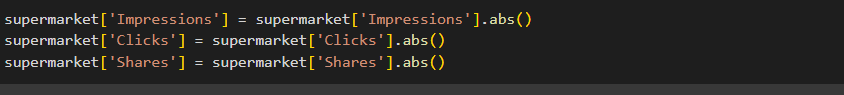 supermarket['Impressions'] = supermarket['Impressions'].abs()
supermarket['Clicks'] = supermarket['Clicks'].abs()
supermarket['Shares'] = supermarket['Shares'].abs()